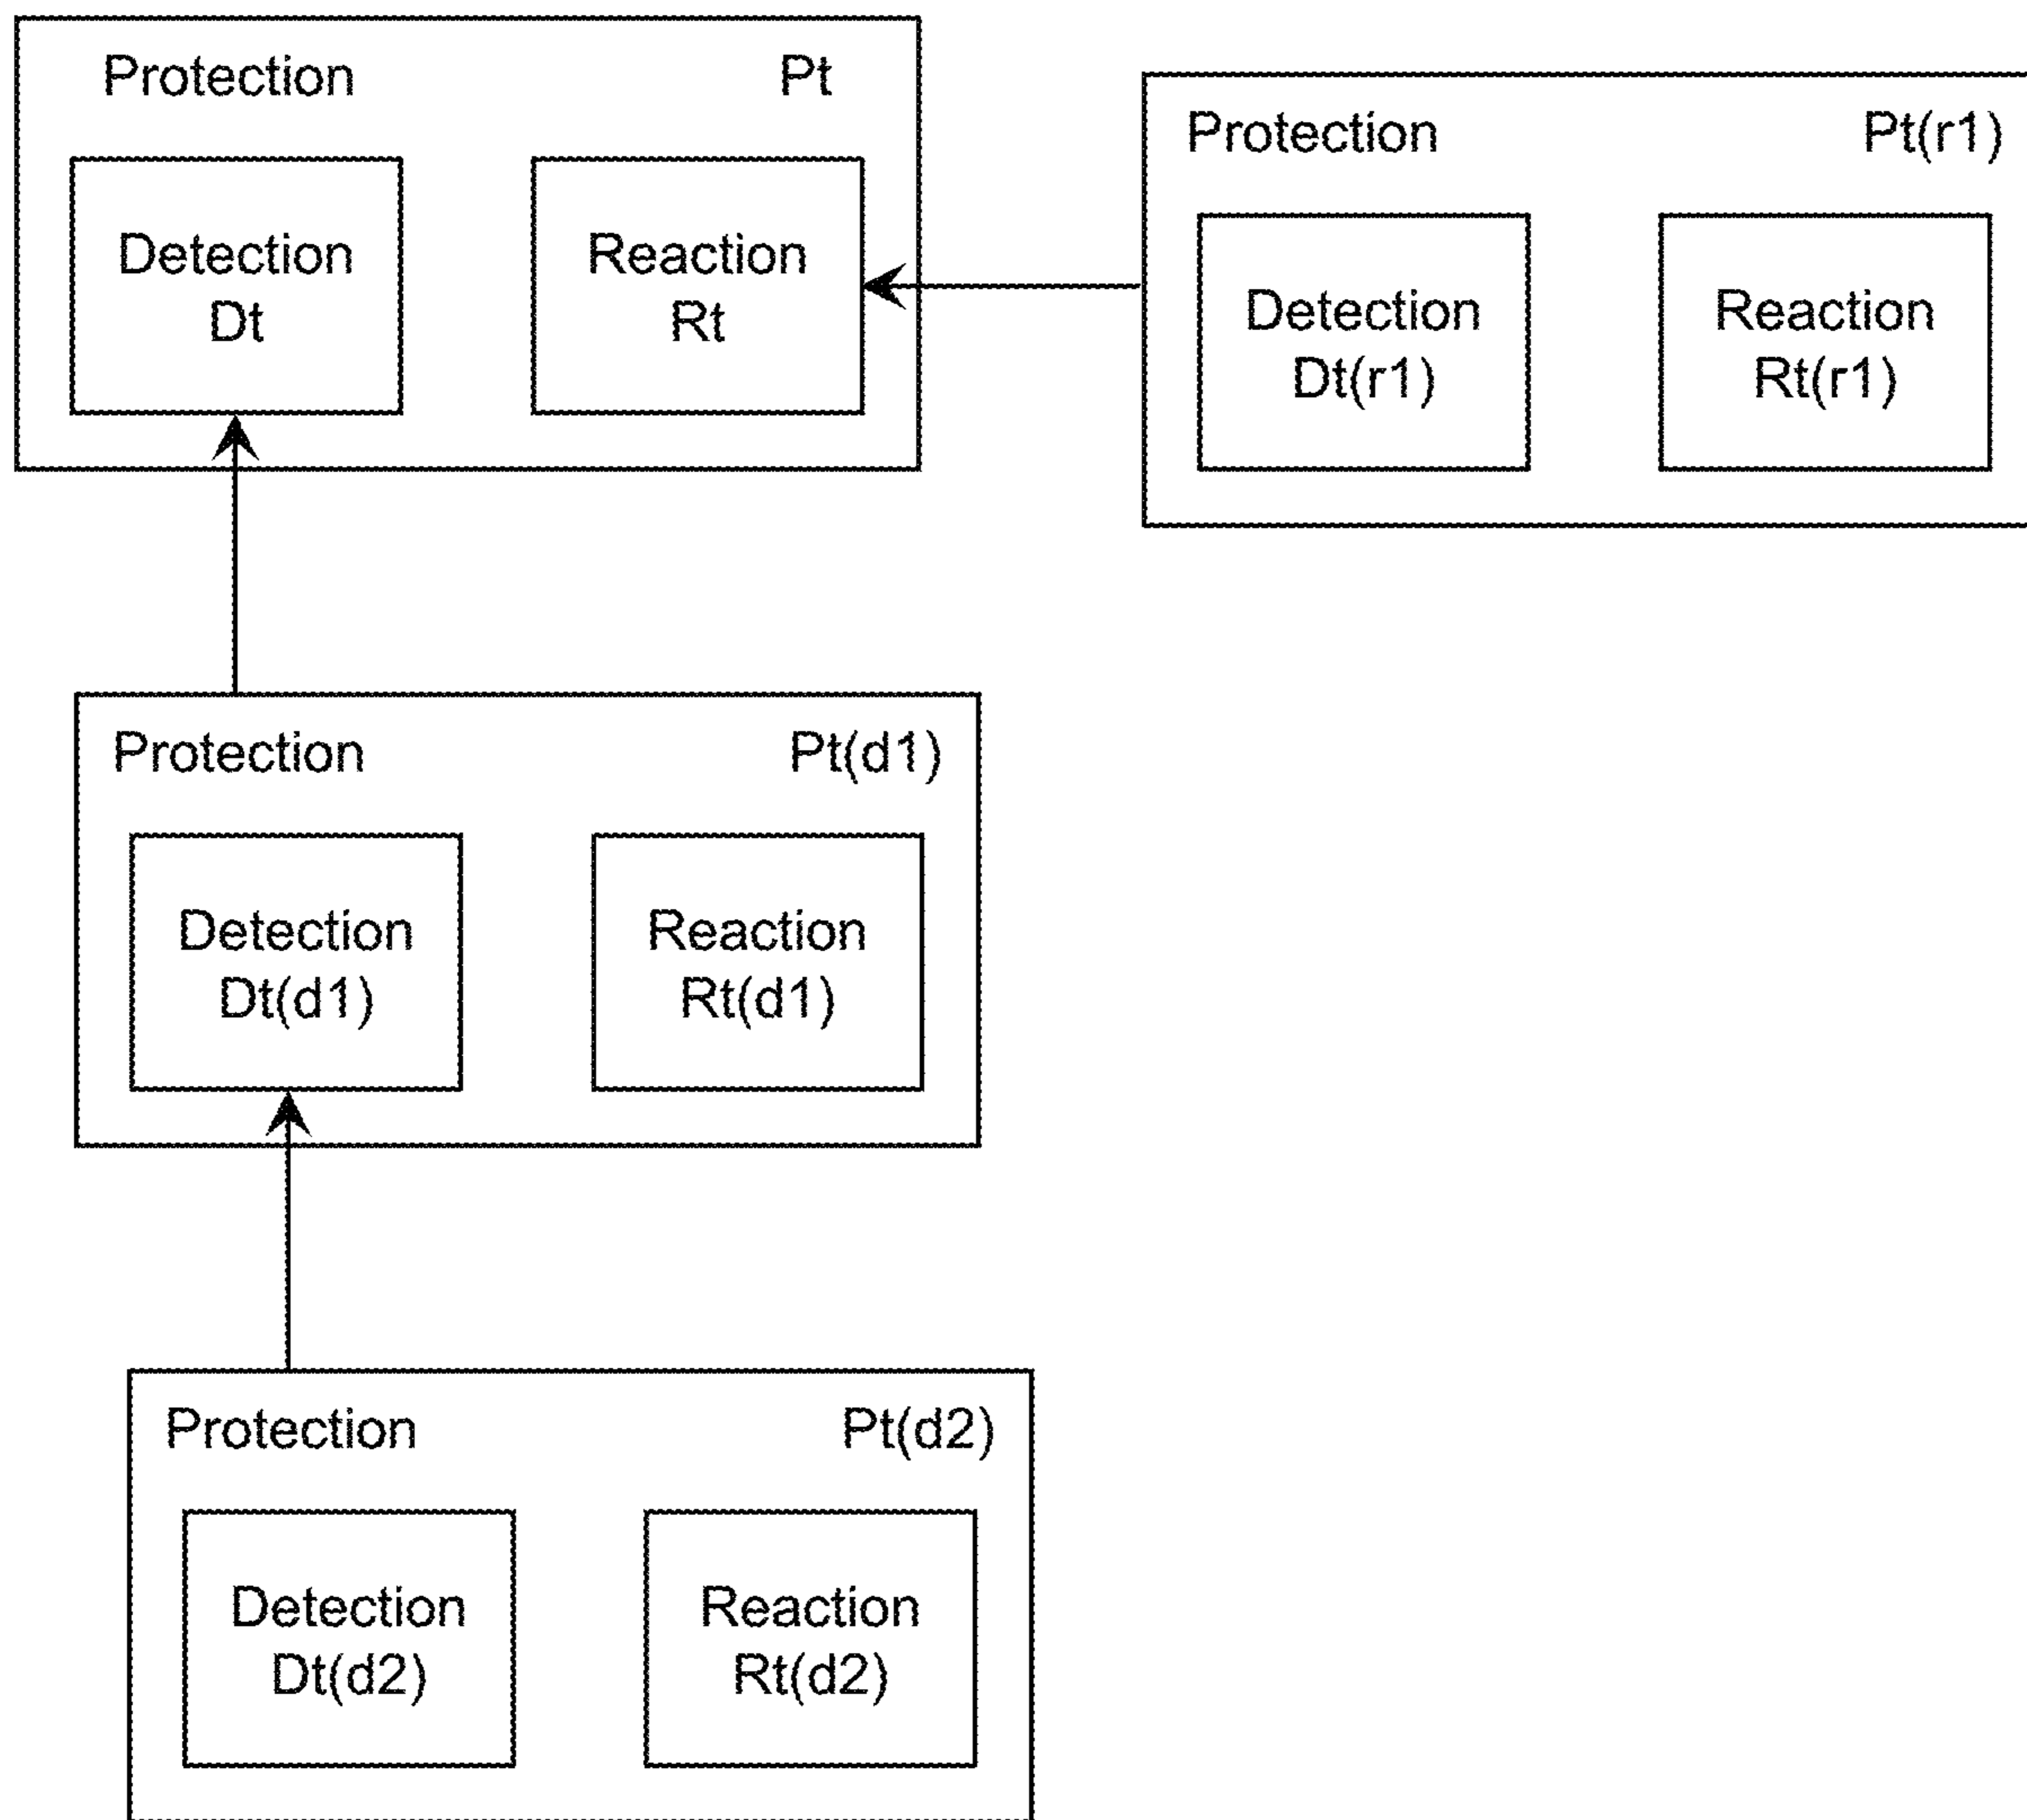 Protection Pt
Detection
Dt
Reaction
Rt
Protection Pt(r1)
Detection
Dt(r1)
Reaction
Rt(r1)
Protection Pt(d1)
Detection
Dt(d1)
Reaction
Rt(d1)
Protection Pt(d2)
Detection
Dt(d2)
Reaction
Rt(d2)